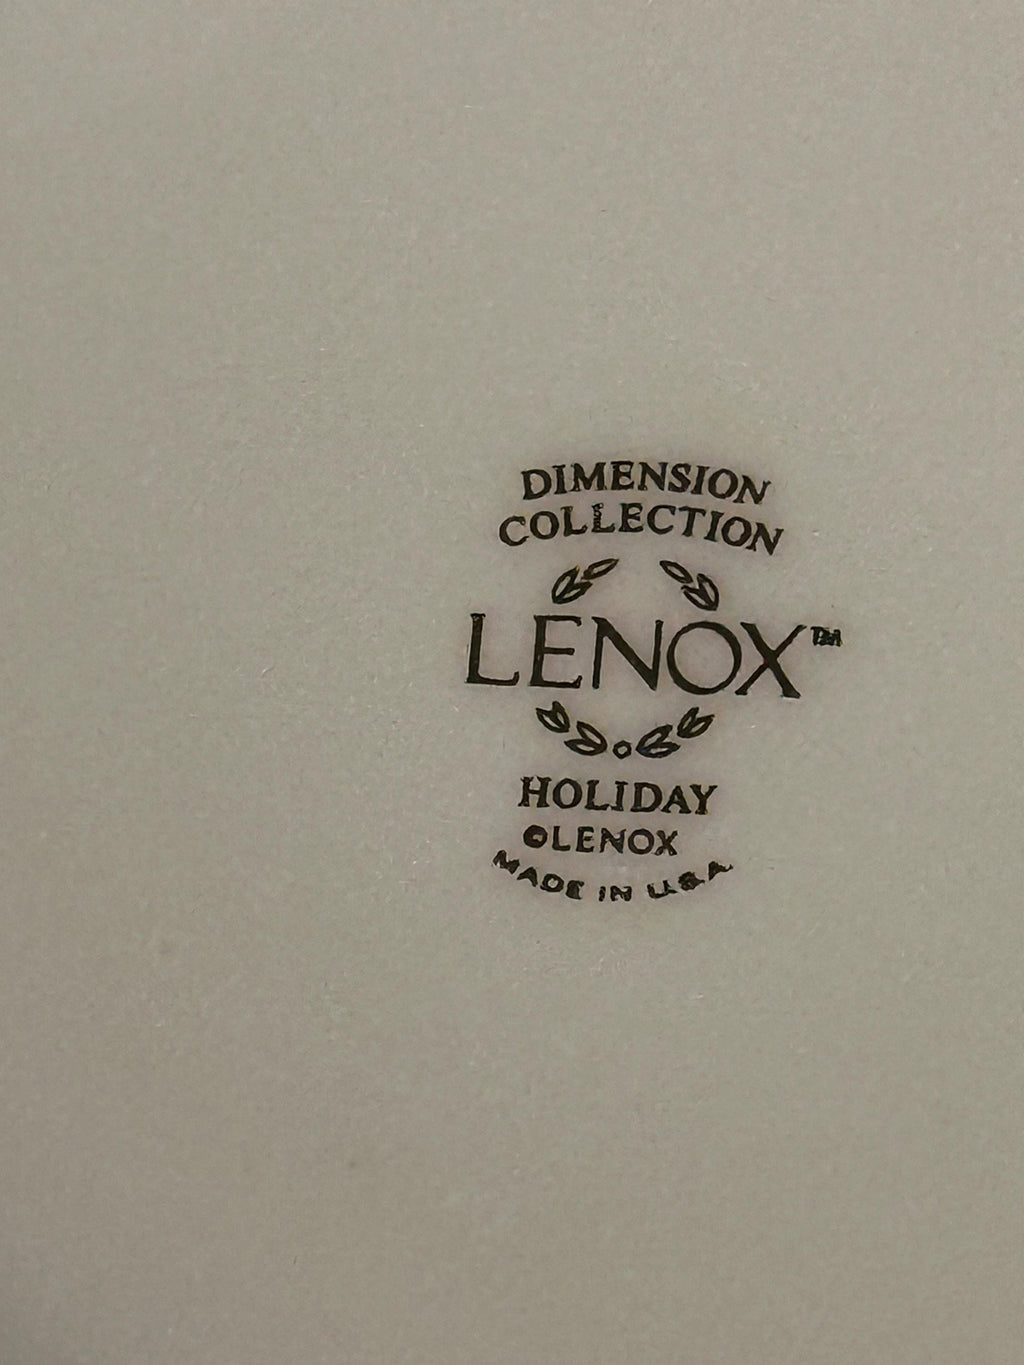 DIMENSION
COLLECTION
LENOX™
HOLIDAY
©LENOX
MADE IN U.S.A.